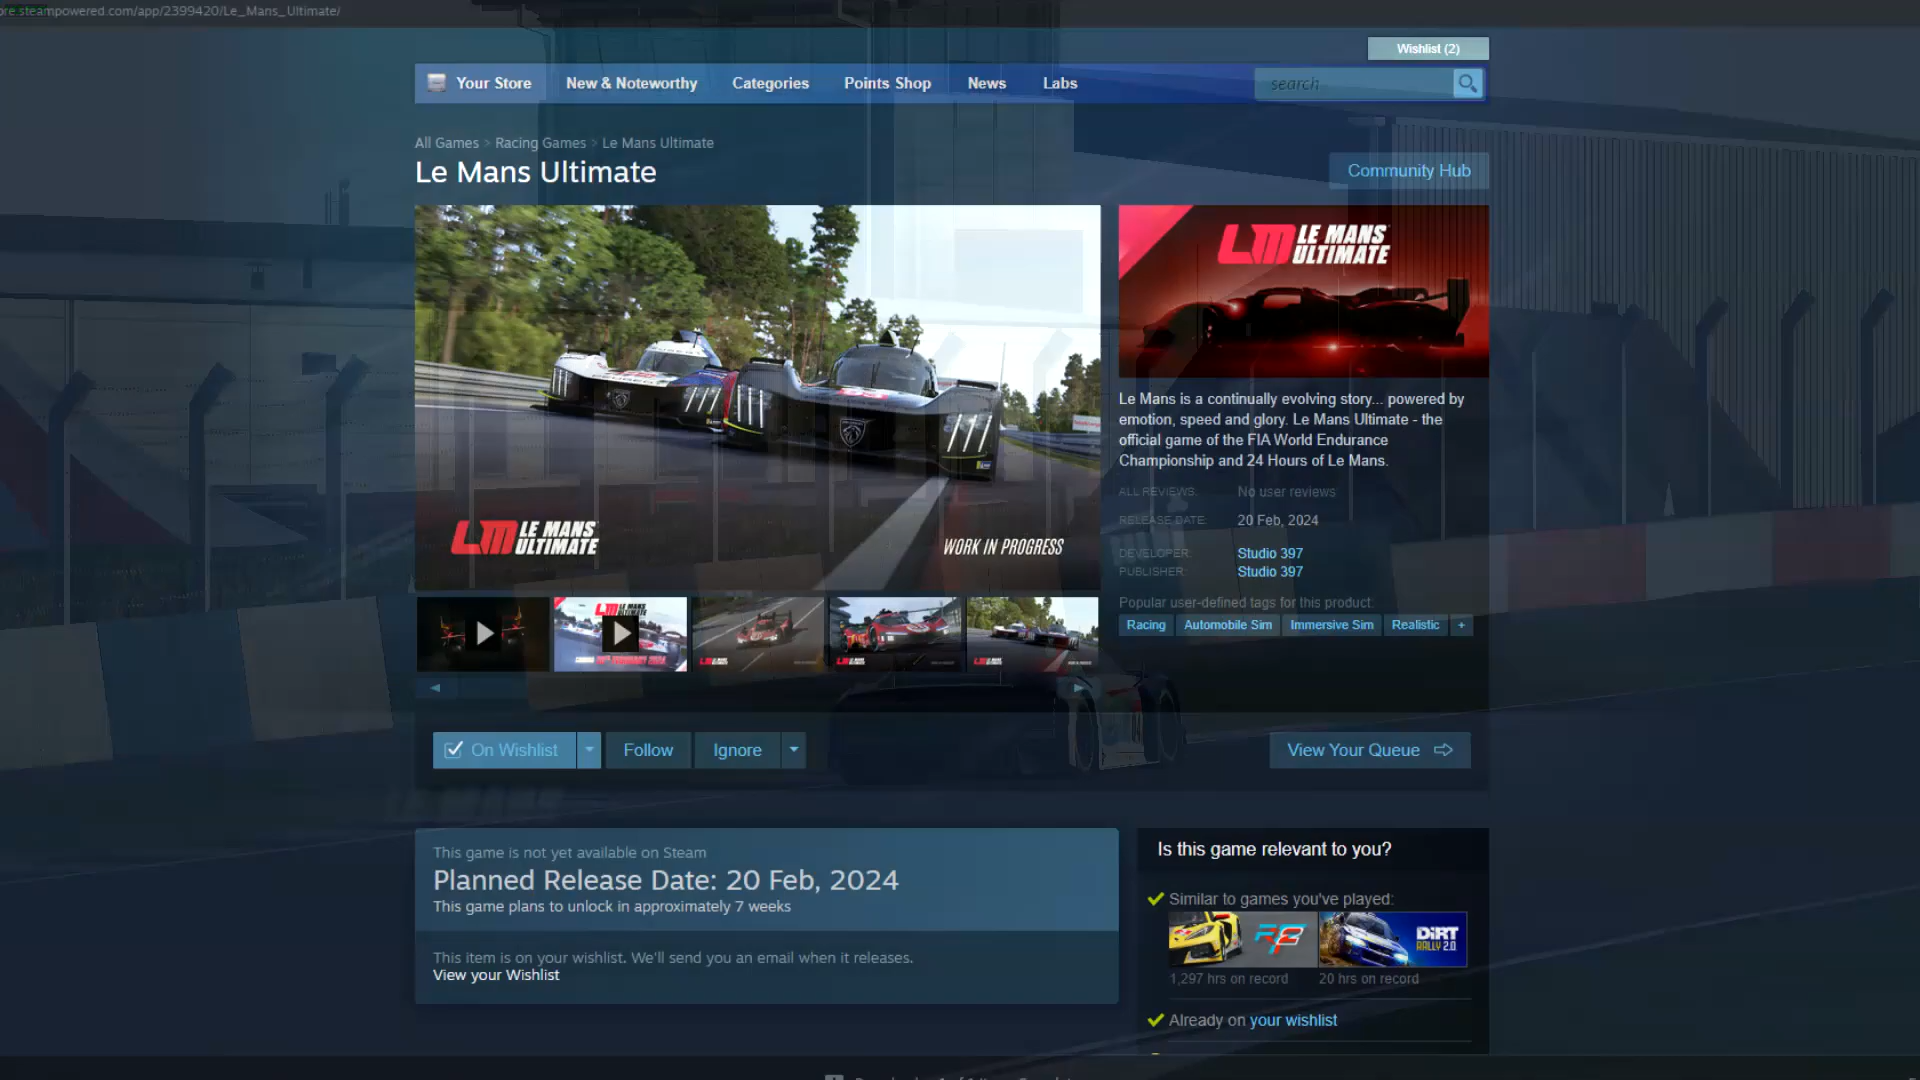 ore.steampowered.com/app/2399420/Le_Mans_Ultimate/
Wishlist (2)
Your Store
New & Noteworthy
Categories
Points Shop
News
Labs
search
All Games > Racing Games > Le Mans Ultimate
Le Mans Ultimate
Community Hub
LM LE MANS ULTIMATE
WORK IN PROGRESS
LM LE MANS
ULTIMATE
Le Mans is a continually evolving story... powered by
emotion, speed and glory. Le Mans Ultimate - the
official game of the FIA World Endurance
Championship and 24 Hours of Le Mans.
ALL REVIEWS: No user reviews
RELEASE DATE: 20 Feb, 2024
DEVELOPER: Studio 397
PUBLISHER: Studio 397
Popular user-defined tags for this product:
Racing
Automobile Sim
Immersive Sim
Realistic
+
On Wishlist
Follow
Ignore
View Your Queue
This game is not yet available on Steam
Planned Release Date: 20 Feb, 2024
This game plans to unlock in approximately 7 weeks
This item is on your wishlist. We'll send you an email when it releases.
View your Wishlist
Is this game relevant to you?
Similar to games you've played:
rF2
DiRT
RALLY 2.0
1,297 hrs on record
20 hrs on record
Already on your wishlist